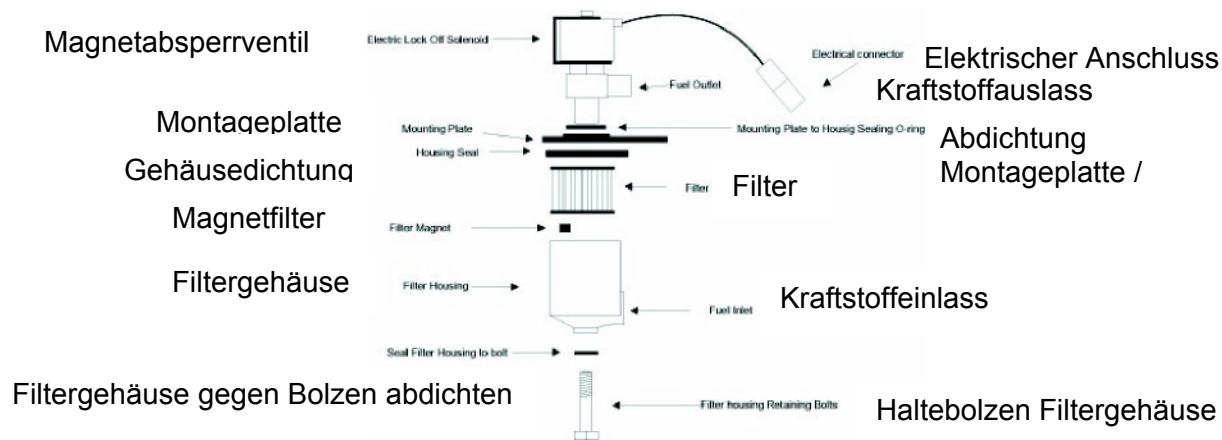 Magnetabsperrventil
Electric Lock Off Solenoid
Electrical connector
Elektrischer Anschluss
Fuel Outlet
Kraftstoffauslass
Montageplatte
Mounting Plate
Mounting Plate to Housig Sealing O-ring
Abdichtung
Montageplatte /
Housing Seal
Gehäusedichtung
Filter
Filter
Magnetfilter
Filter Magnet
Filtergehäuse
Filter Housing
Fuel Inlet
Kraftstoffeinlass
Seal Filter Housing to bolt
Filtergehäuse gegen Bolzen abdichten
Filter housing Retaining Bolts
Haltebolzen Filtergehäuse